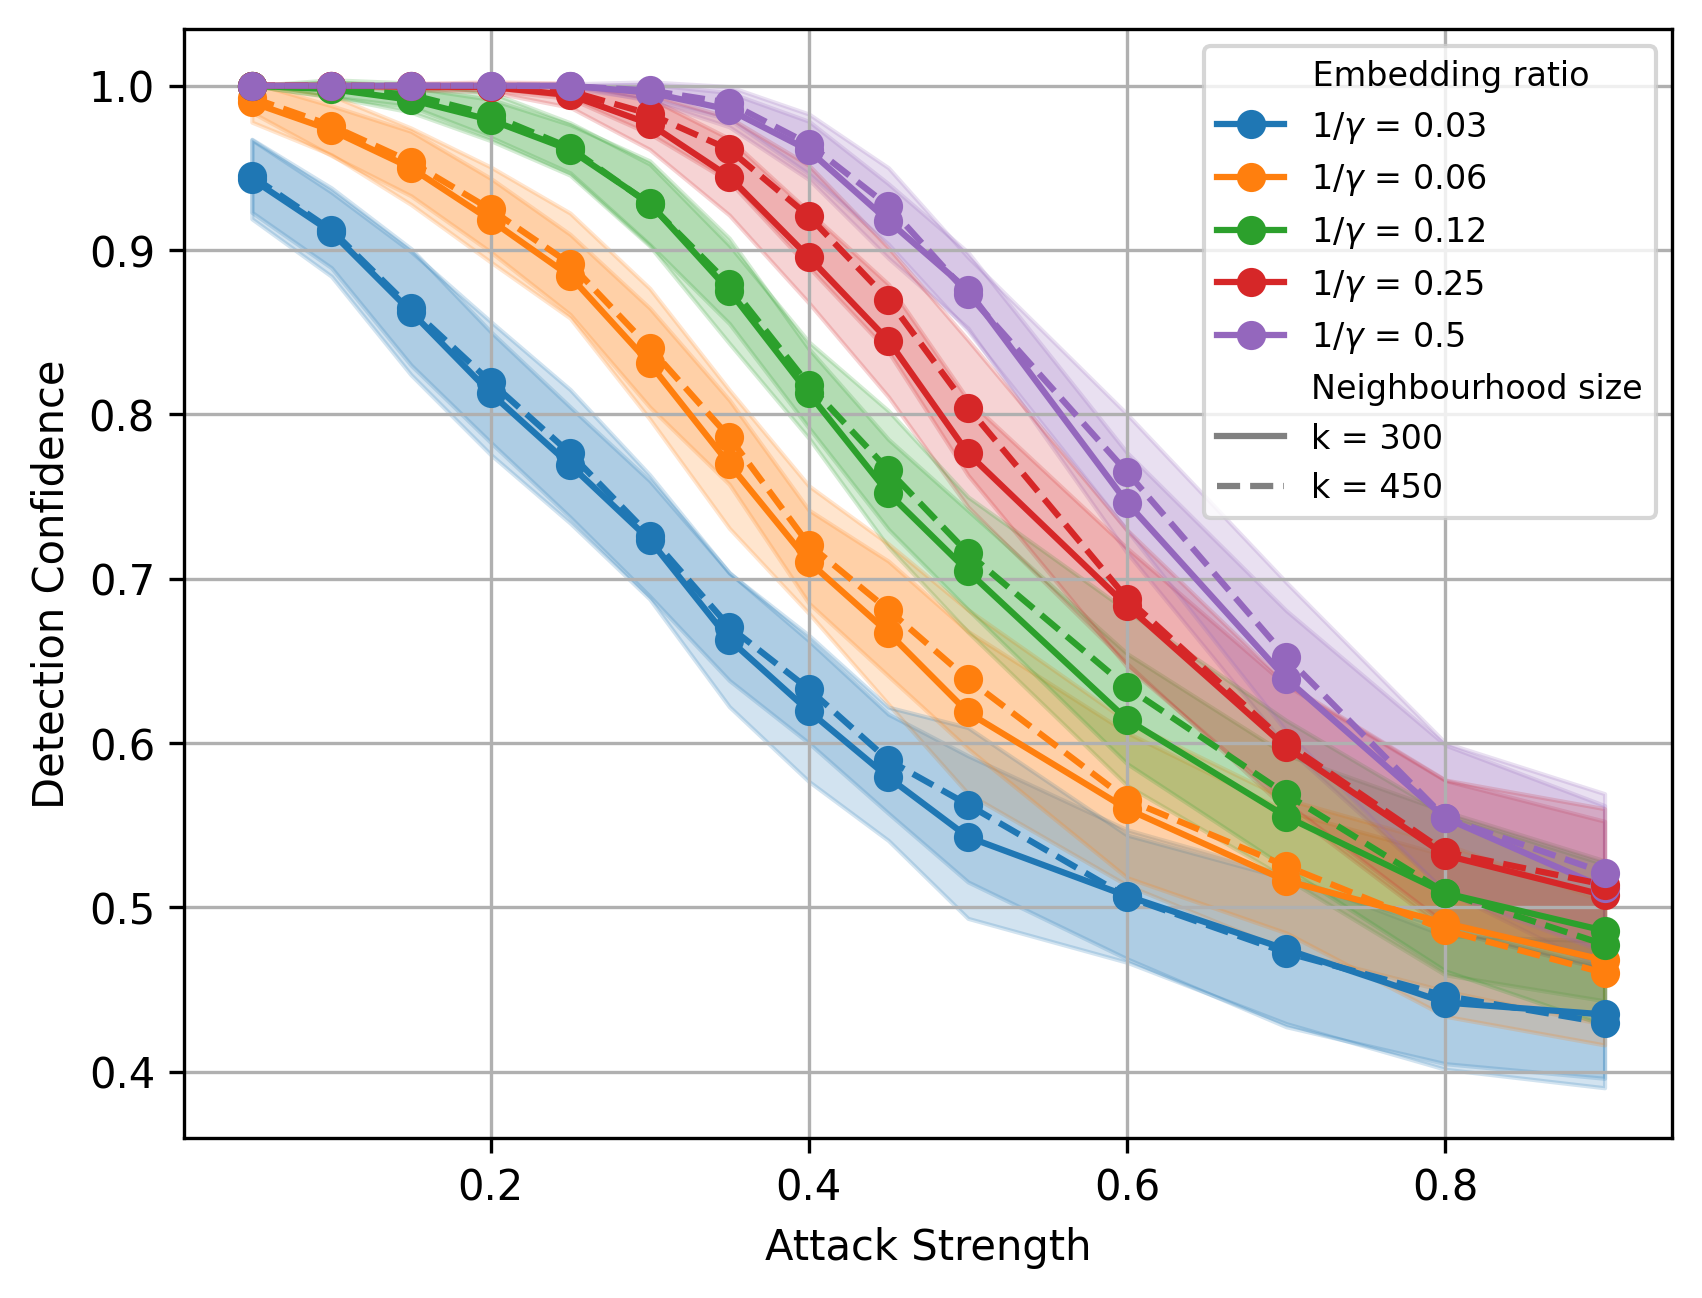 Embedding ratio
1/γ = 0.03
1/γ = 0.06
1/γ = 0.12
1/γ = 0.25
1/γ = 0.5
Neighbourhood size
k = 300
k = 450
Detection Confidence
1.0
0.9
0.8
0.7
0.6
0.5
0.4
0.2 0.4 0.6 0.8
Attack Strength